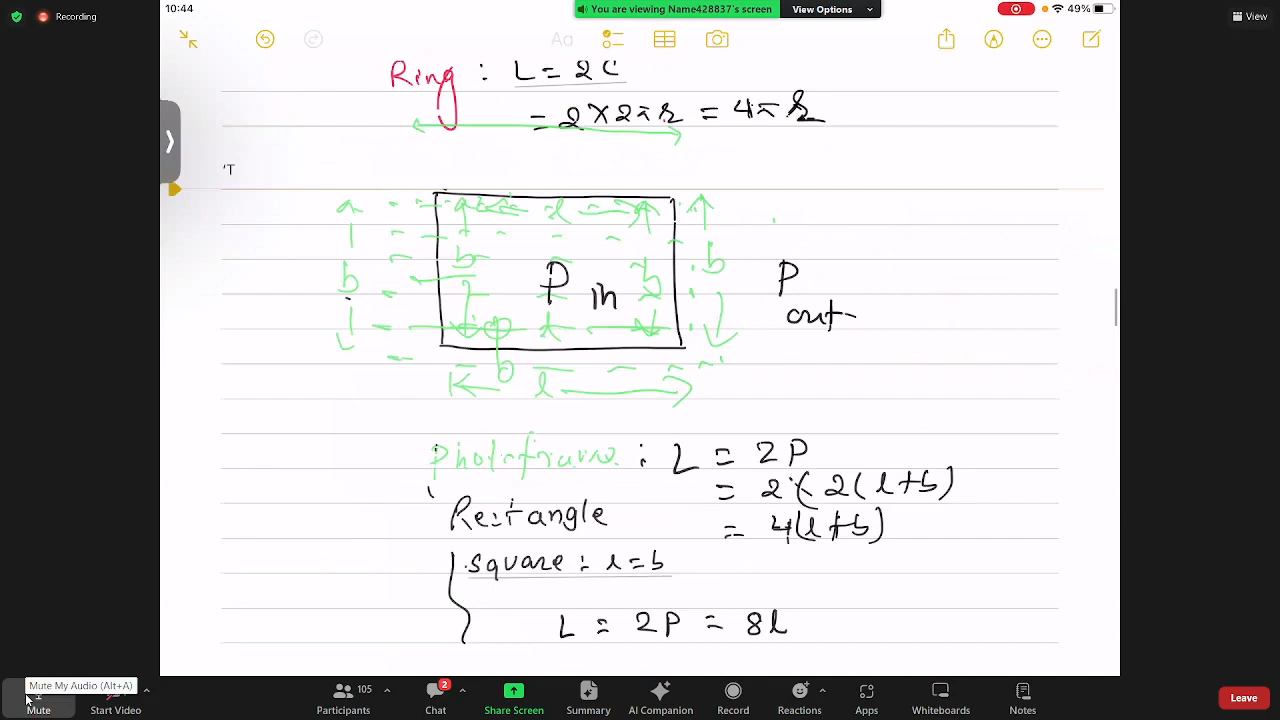 10:44
You are viewing Name428837's screen
View Options
49%
Recording
View
Aa
Ring : L = 2C
= 2 × 2πr = 4πr
'T
l
b b b b
P in
P
out
l
b
l
Photoframe : L = 2P
= 2 × 2(l+b)
Rectangle
= 4(l+b)
square : l = b
L = 2P = 8l
Mute My Audio (Alt+A)
105
2
Mute
Start Video
Participants
Chat
Share Screen
Summary
AI Companion
Record
Reactions
Apps
Whiteboards
Notes
Leave